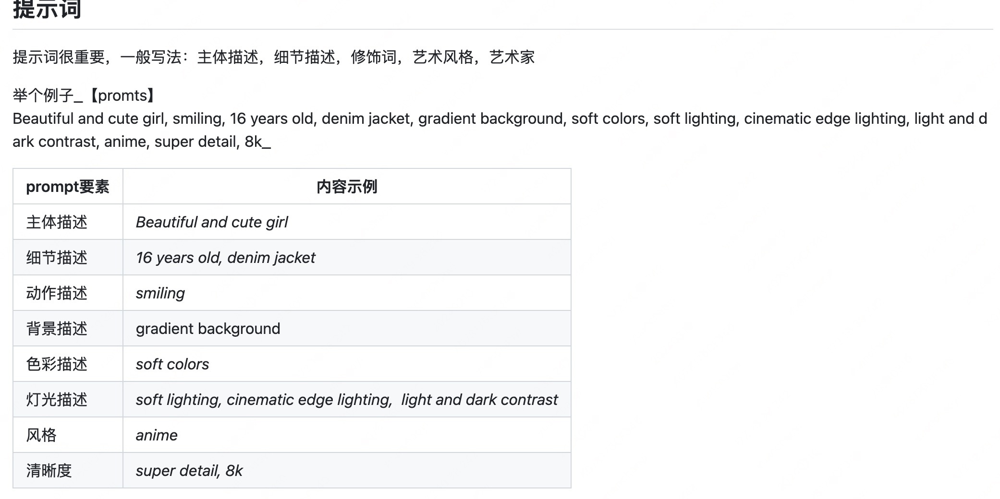 提示词
提示词很重要，一般写法：主体描述，细节描述，修饰词，艺术风格，艺术家
举个例子_【promts】
Beautiful and cute girl, smiling, 16 years old, denim jacket, gradient background, soft colors, soft lighting, cinematic edge lighting, light and d
ark contrast, anime, super detail, 8k_
prompt要素 内容示例
主体描述 Beautiful and cute girl
细节描述 16 years old, denim jacket
动作描述 smiling
背景描述 gradient background
色彩描述 soft colors
灯光描述 soft lighting, cinematic edge lighting,  light and dark contrast
风格 anime
清晰度 super detail, 8k